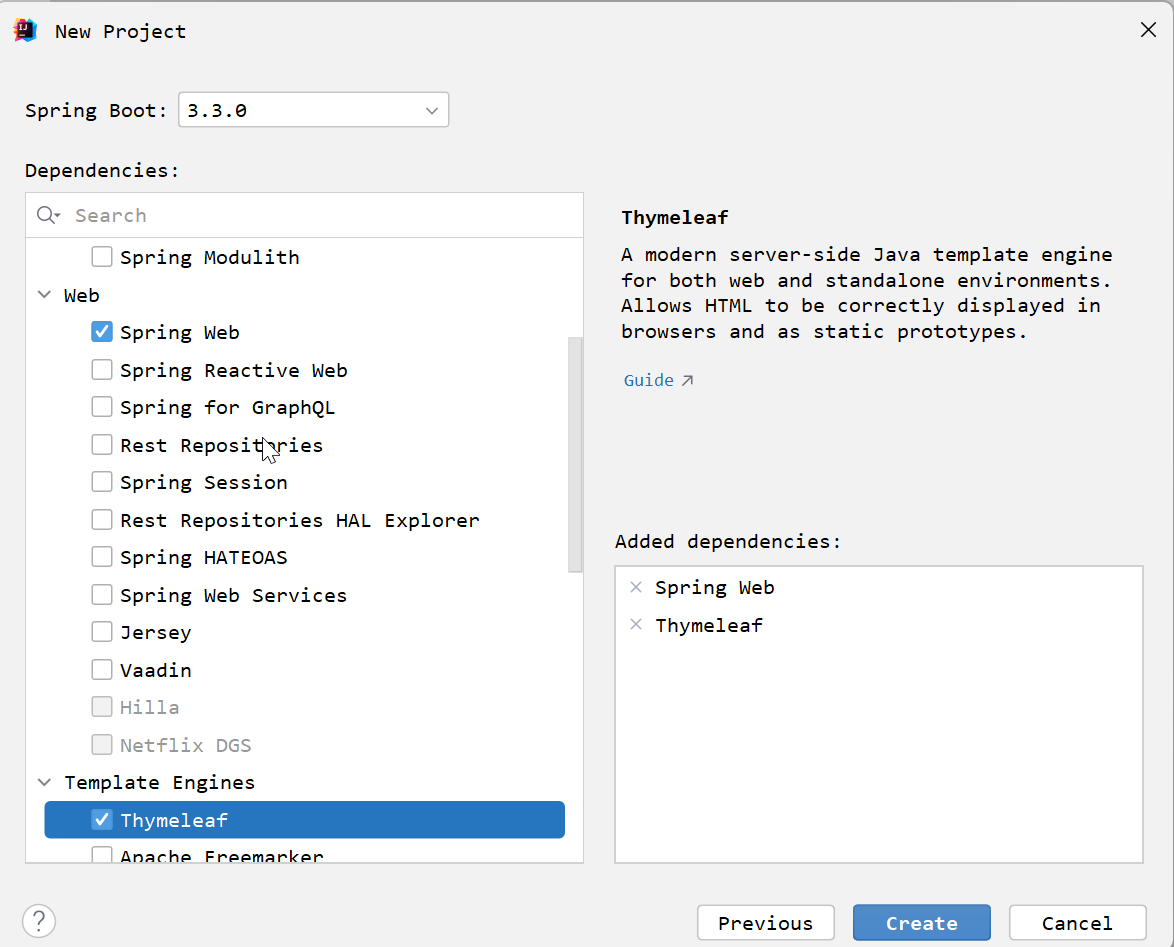 New Project
Spring Boot: 3.3.0
Dependencies:
Search
Spring Modulith
Web
Spring Web
Spring Reactive Web
Spring for GraphQL
Rest Repositories
Spring Session
Rest Repositories HAL Explorer
Spring HATEOAS
Spring Web Services
Jersey
Vaadin
Hilla
Netflix DGS
Template Engines
Thymeleaf
Apache Freemarker
Thymeleaf
A modern server-side Java template engine
for both web and standalone environments.
Allows HTML to be correctly displayed in
browsers and as static prototypes.
Guide
Added dependencies:
Spring Web
Thymeleaf
?
Previous
Create
Cancel